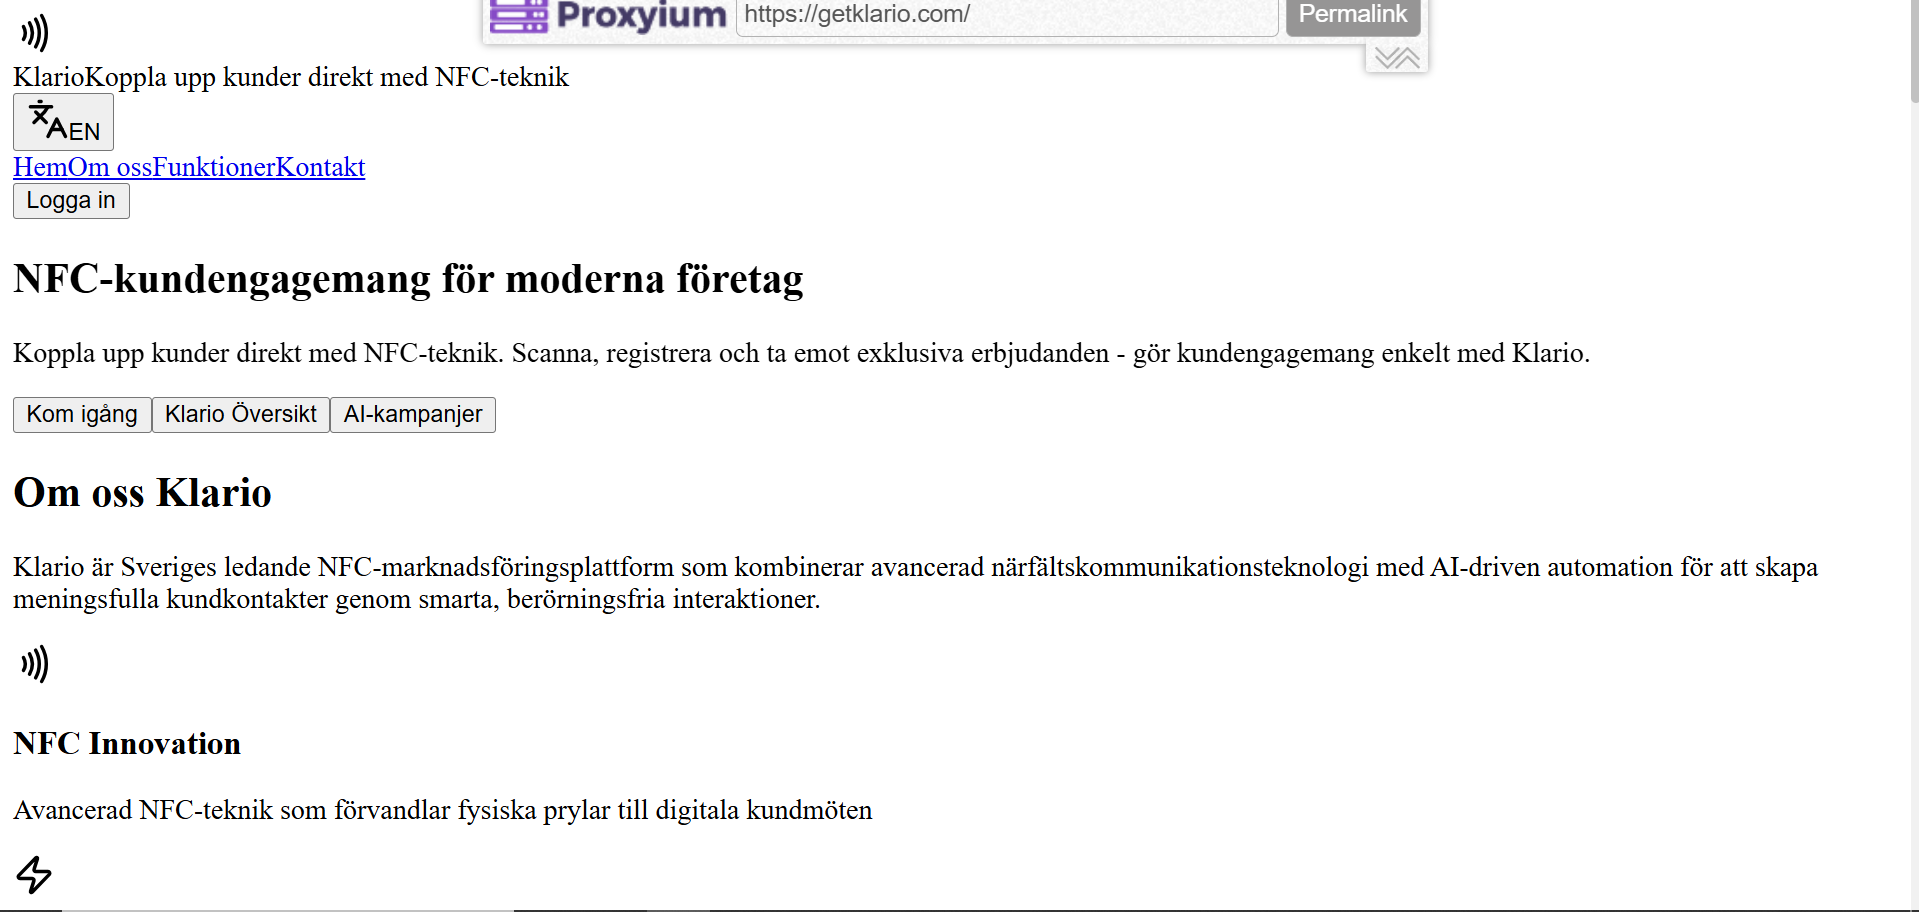 Proxyium https://getklario.com/ Permalink
KlarioKoppla upp kunder direkt med NFC-teknik
EN
HemOm ossFunktionerKontakt
Logga in
NFC-kundengagemang för moderna företag
Koppla upp kunder direkt med NFC-teknik. Scanna, registrera och ta emot exklusiva erbjudanden - gör kundengagemang enkelt med Klario.
Kom igång Klario Översikt AI-kampanjer
Om oss Klario
Klario är Sveriges ledande NFC-marknadsföringsplattform som kombinerar avancerad närfältskommunikationsteknologi med AI-driven automation för att skapa
meningsfulla kundkontakter genom smarta, berörningsfria interaktioner.
NFC Innovation
Avancerad NFC-teknik som förvandlar fysiska prylar till digitala kundmöten